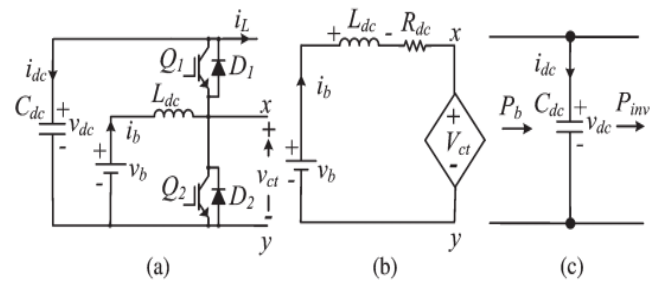 i_L
Q_1
D_1
i_dc
C_dc
+
v_dc
-
L_dc
i_b
+
v_b
-
x
+
v_ct
-
Q_2
D_2
y
(a)
+ L_dc - R_dc
x
i_b
+
v_b
-
+
V_ct
-
y
(b)
i_dc
P_b
C_dc
+
v_dc
-
P_inv
(c)